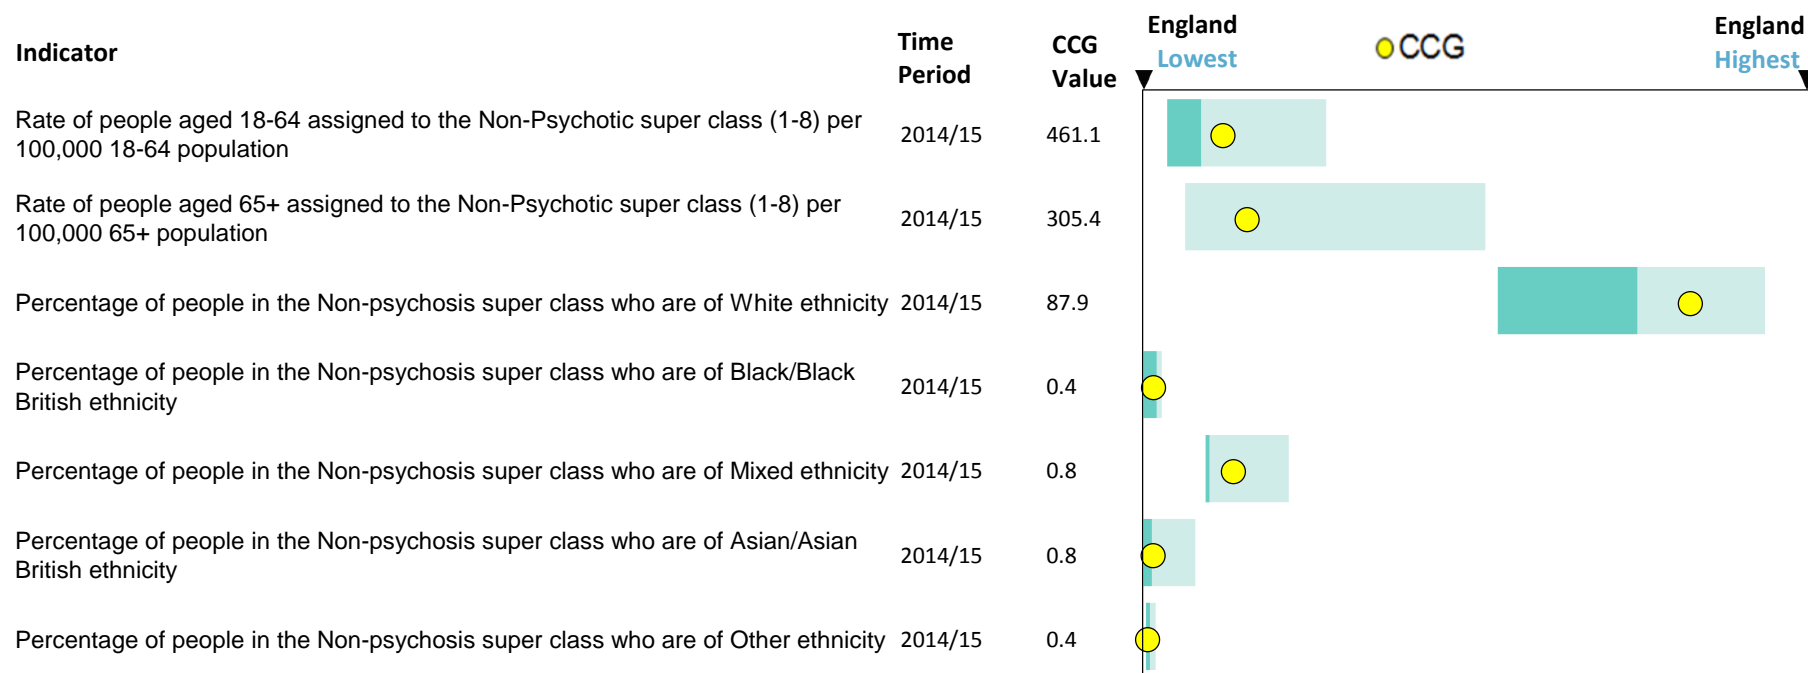 Indicator
Time Period
CCG Value
England Lowest
CCG
England Highest
Rate of people aged 18-64 assigned to the Non-Psychotic super class (1-8) per
100,000 18-64 population
2014/15
461.1
Rate of people aged 65+ assigned to the Non-Psychotic super class (1-8) per
100,000 65+ population
2014/15
305.4
Percentage of people in the Non-psychosis super class who are of White ethnicity
2014/15
87.9
Percentage of people in the Non-psychosis super class who are of Black/Black
British ethnicity
2014/15
0.4
Percentage of people in the Non-psychosis super class who are of Mixed ethnicity
2014/15
0.8
Percentage of people in the Non-psychosis super class who are of Asian/Asian
British ethnicity
2014/15
0.8
Percentage of people in the Non-psychosis super class who are of Other ethnicity
2014/15
0.4